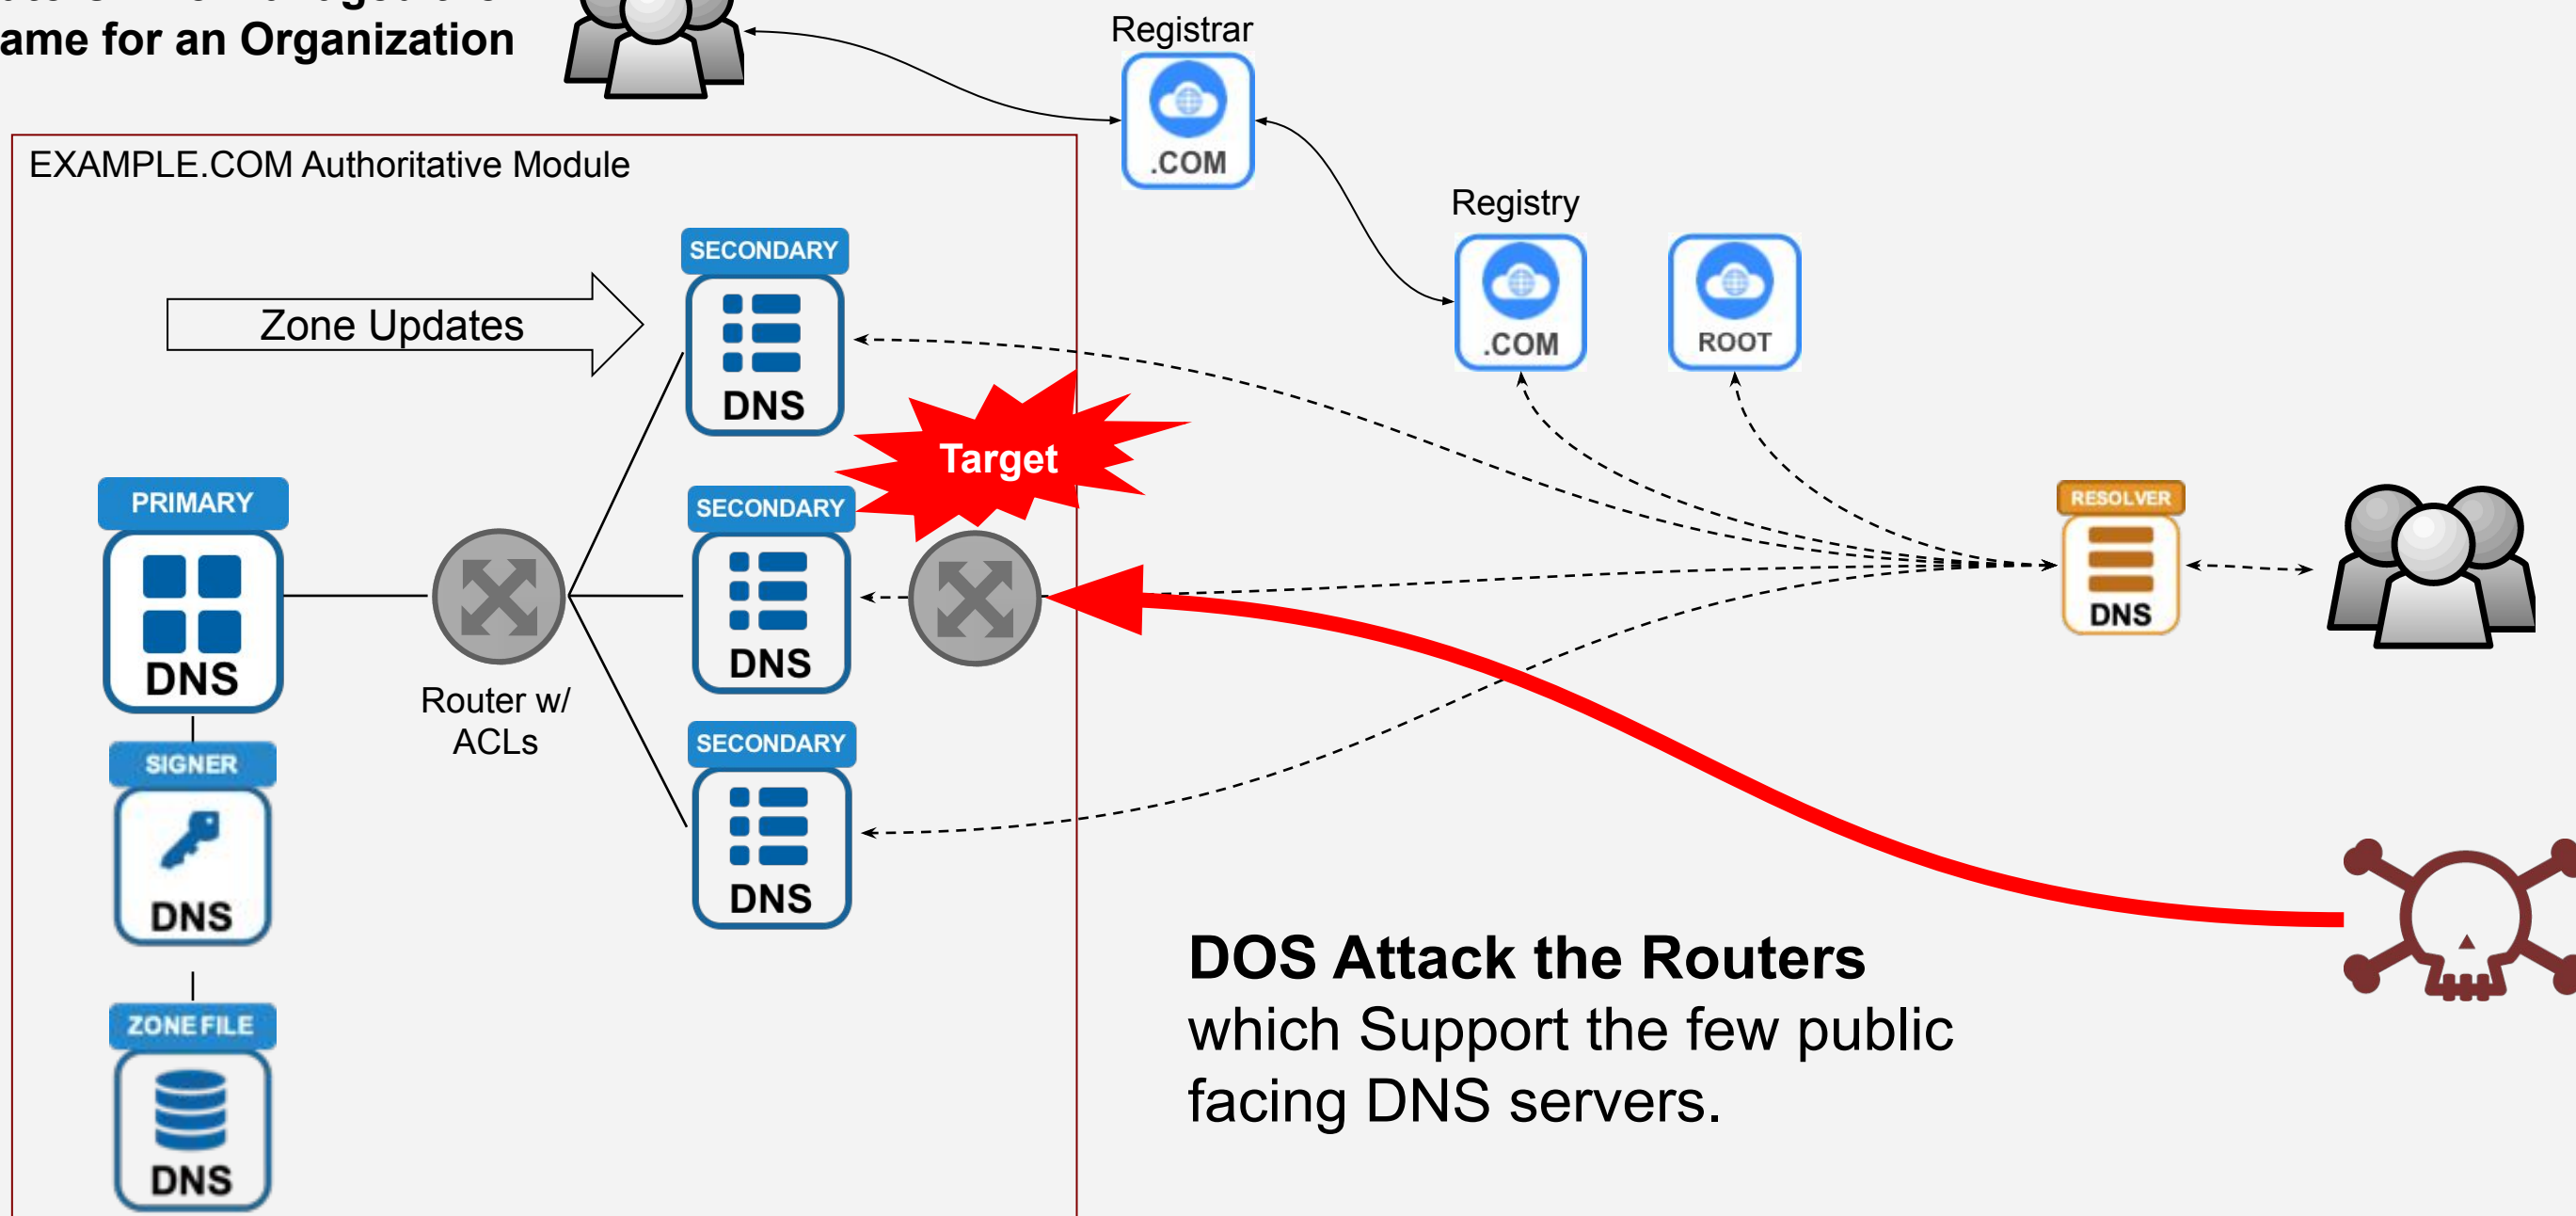 ame for an Organization
Registrar
.COM
EXAMPLE.COM Authoritative Module
Registry
.COM
ROOT
SECONDARY
DNS
Zone Updates
Target
PRIMARY
DNS
SECONDARY
DNS
RESOLVER
DNS
Router w/
ACLs
SECONDARY
DNS
SIGNER
DNS
ZONE FILE
DNS
DOS Attack the Routers
which Support the few public
facing DNS servers.